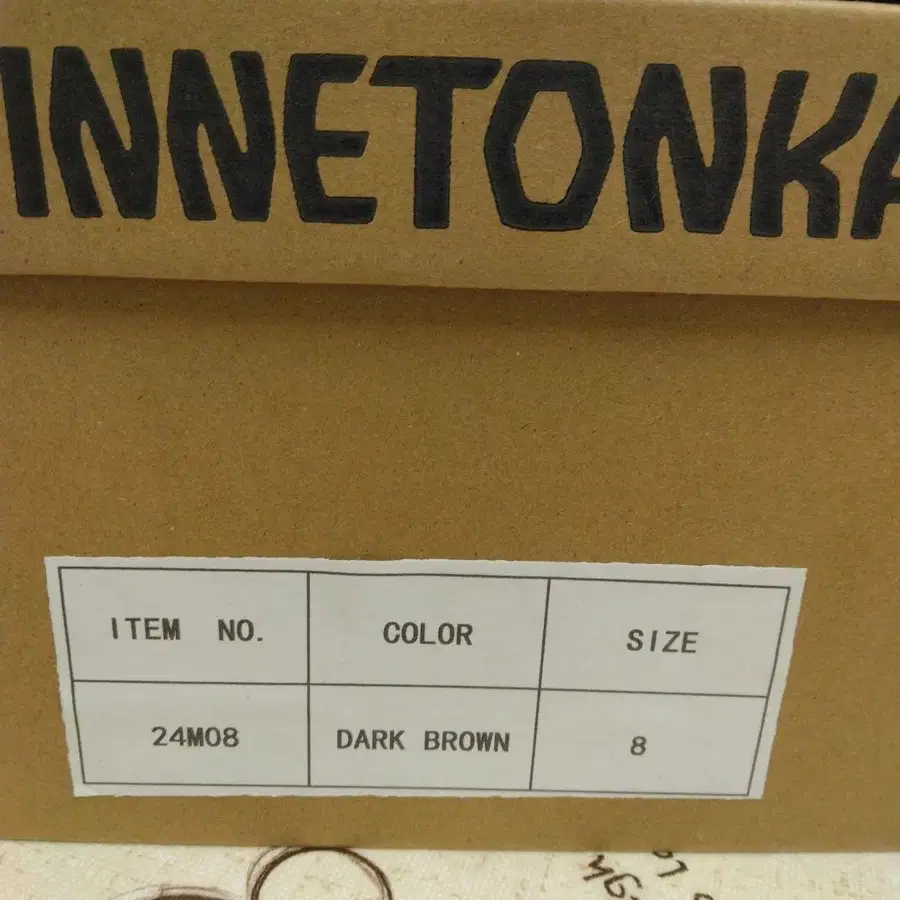 INNETONKA
ITEM NO. COLOR SIZE
24M08 DARK BROWN 8